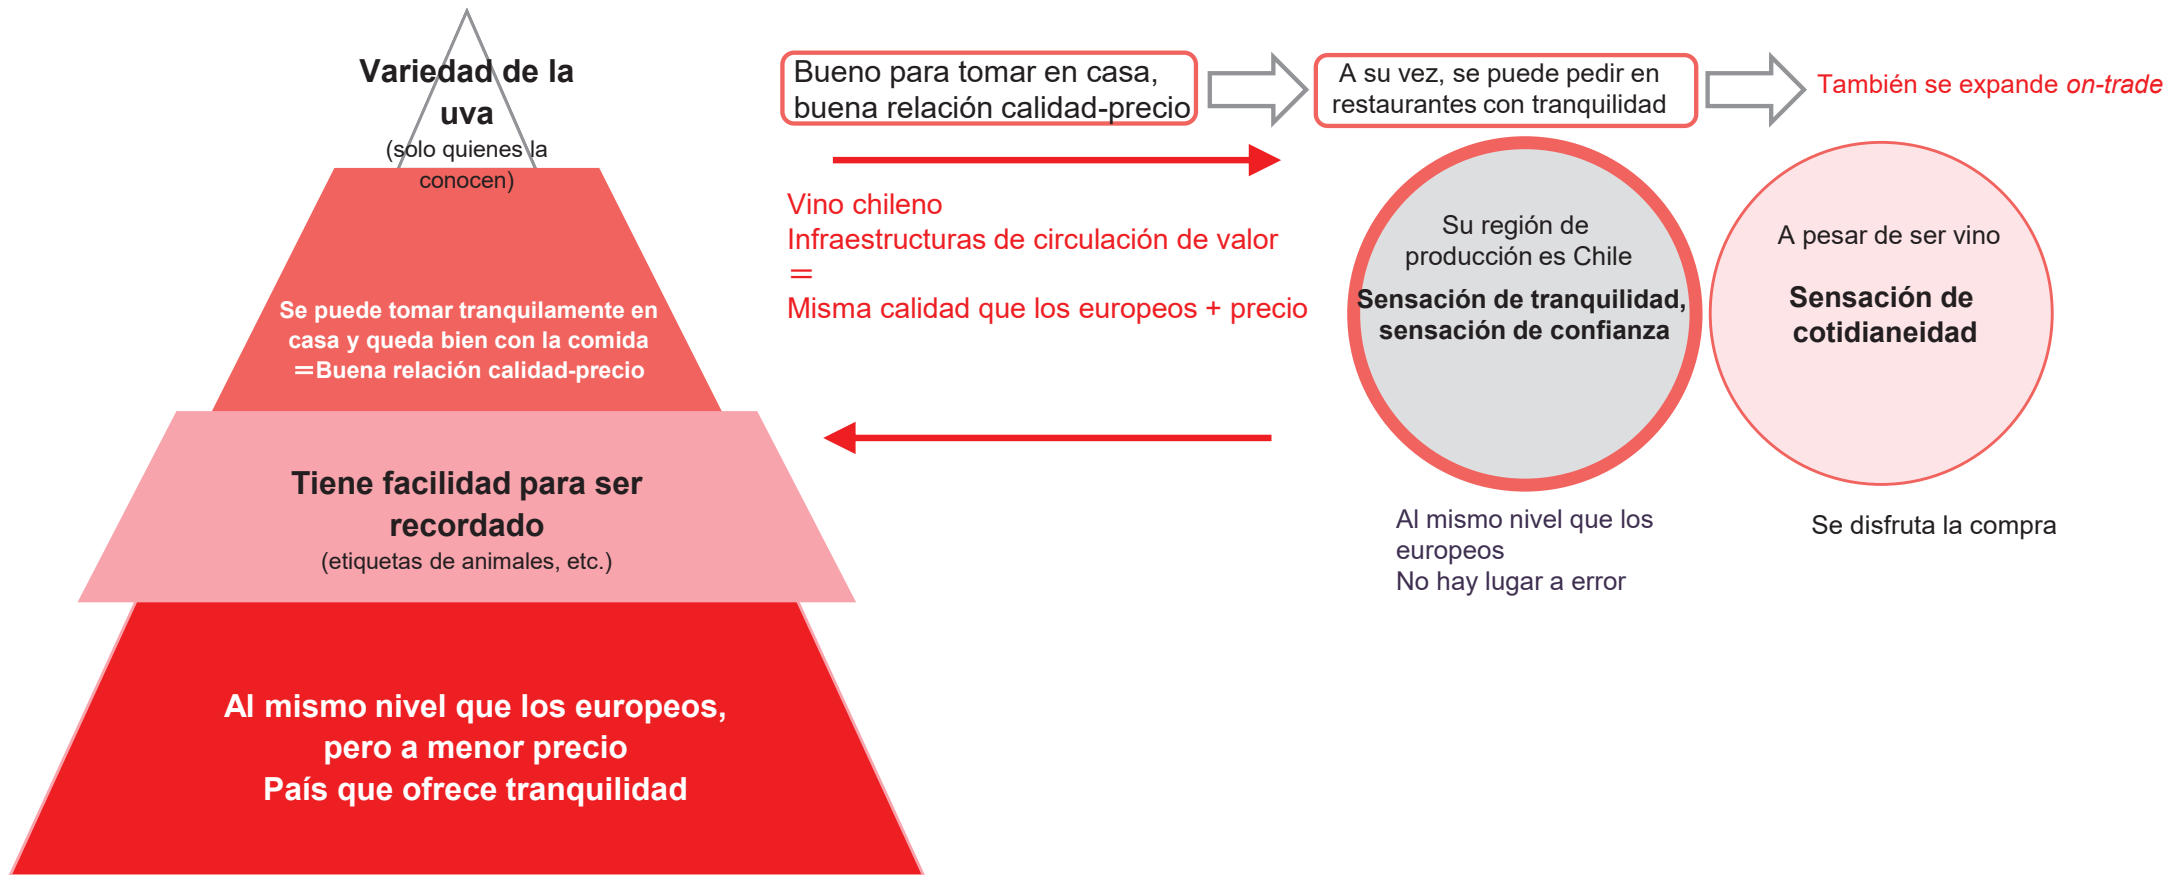 Variedad de la
uva
(solo quienes la
conocen)
Se puede tomar tranquilamente en
casa y queda bien con la comida
＝Buena relación calidad-precio
Tiene facilidad para ser
recordado
(etiquetas de animales, etc.)
Al mismo nivel que los europeos,
pero a menor precio
País que ofrece tranquilidad
Bueno para tomar en casa,
buena relación calidad-precio
A su vez, se puede pedir en
restaurantes con tranquilidad
También se expande on-trade
Vino chileno
Infraestructuras de circulación de valor
＝
Misma calidad que los europeos + precio
Su región de
producción es Chile
Sensación de tranquilidad,
sensación de confianza
A pesar de ser vino
Sensación de
cotidianeidad
Al mismo nivel que los
europeos
No hay lugar a error
Se disfruta la compra